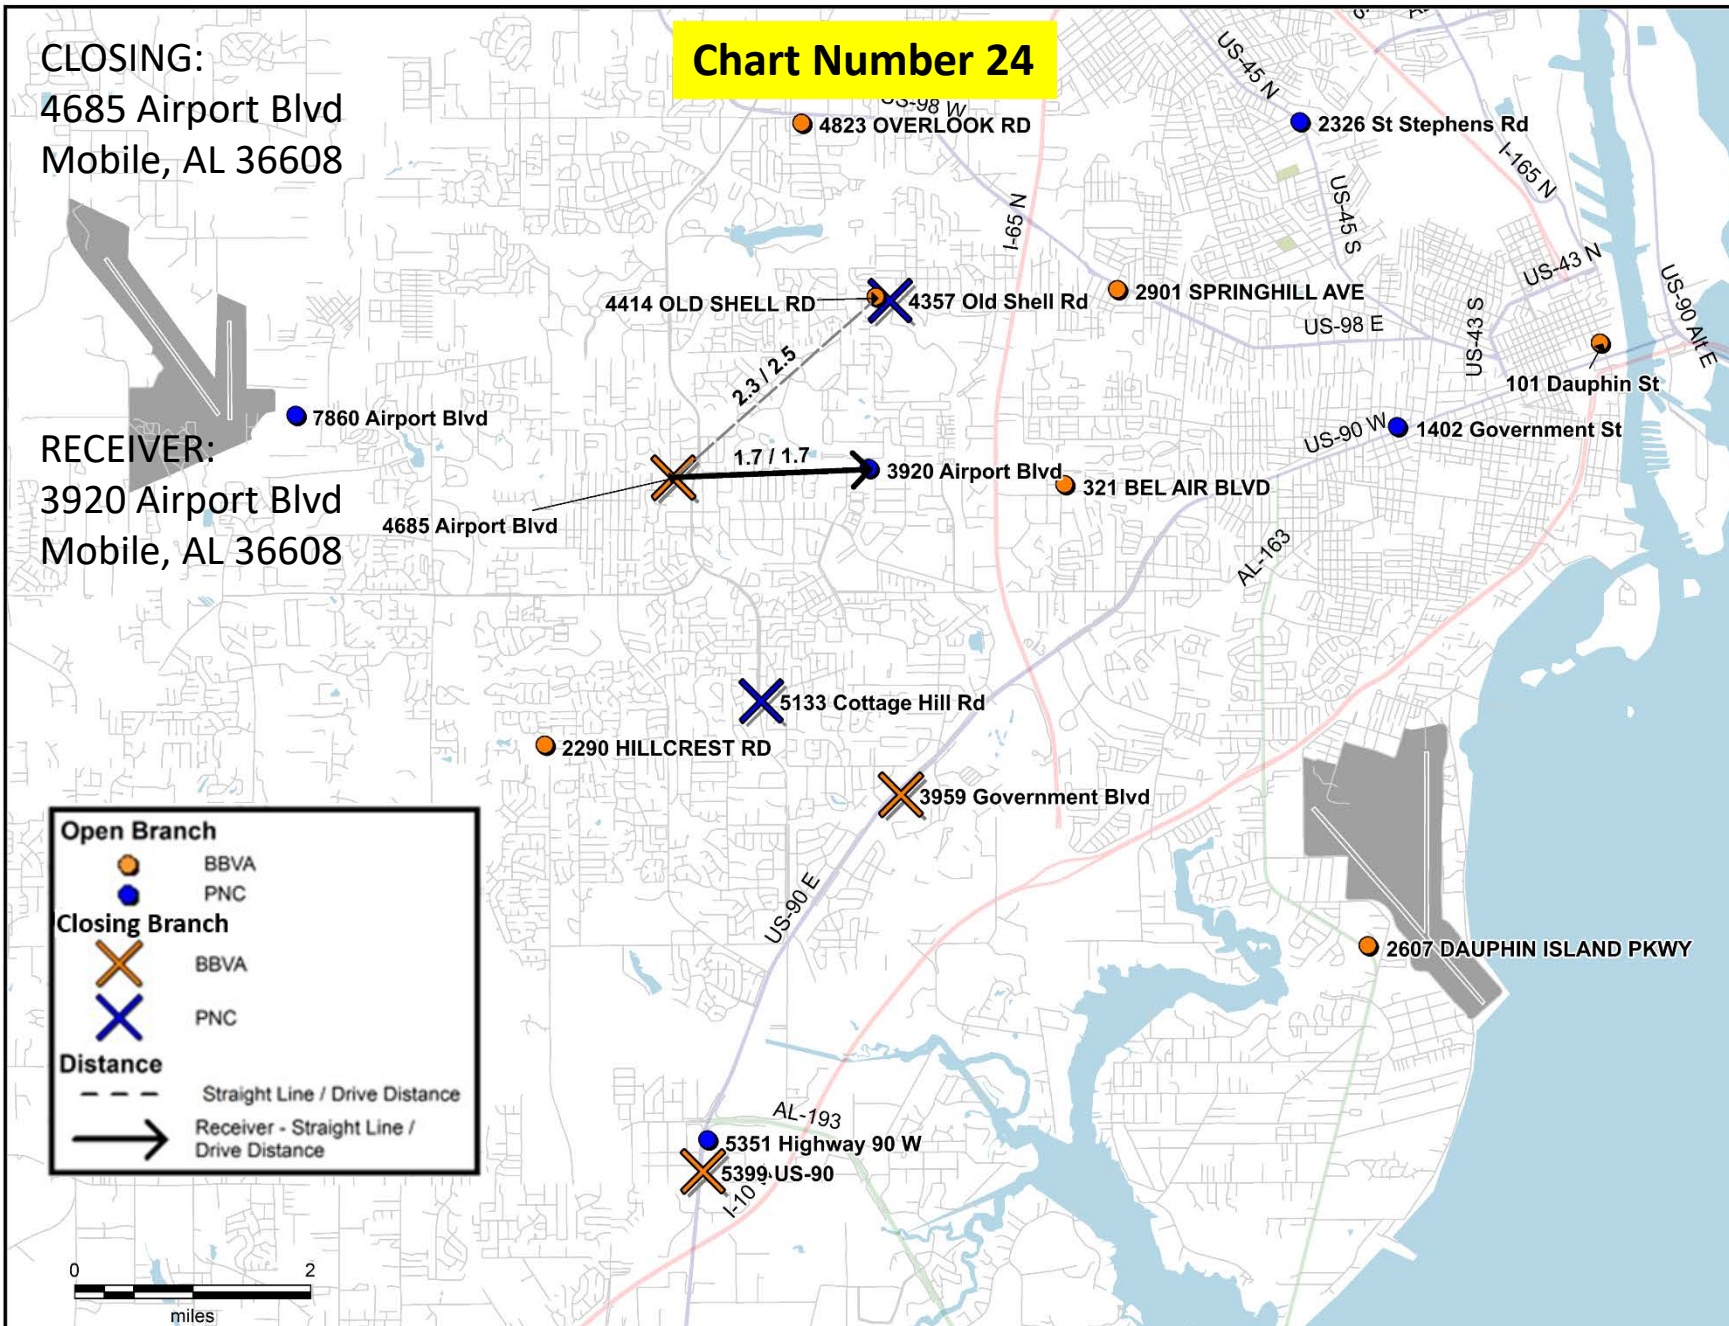 CLOSING:
4685 Airport Blvd
Mobile, AL 36608
Chart Number 24
US-98 W
4823 OVERLOOK RD
US-45 N
2326 St Stephens Rd
I-165 N
I-65 N
US-45 S
US-43 N
4414 OLD SHELL RD
4357 Old Shell Rd
2901 SPRINGHILL AVE
US-98 E
US-43 S
US-90 Alt E
2.3 / 2.5
101 Dauphin St
7860 Airport Blvd
US-90 W
1402 Government St
RECEIVER:
3920 Airport Blvd
Mobile, AL 36608
1.7 / 1.7
3920 Airport Blvd
321 BEL AIR BLVD
4685 Airport Blvd
AL-163
5133 Cottage Hill Rd
2290 HILLCREST RD
3959 Government Blvd
US-90 E
2607 DAUPHIN ISLAND PKWY
Open Branch
BBVA
PNC
Closing Branch
BBVA
PNC
Distance
Straight Line / Drive Distance
Receiver - Straight Line /
Drive Distance
AL-193
5351 Highway 90 W
5399 US-90
I-10
0 2
miles